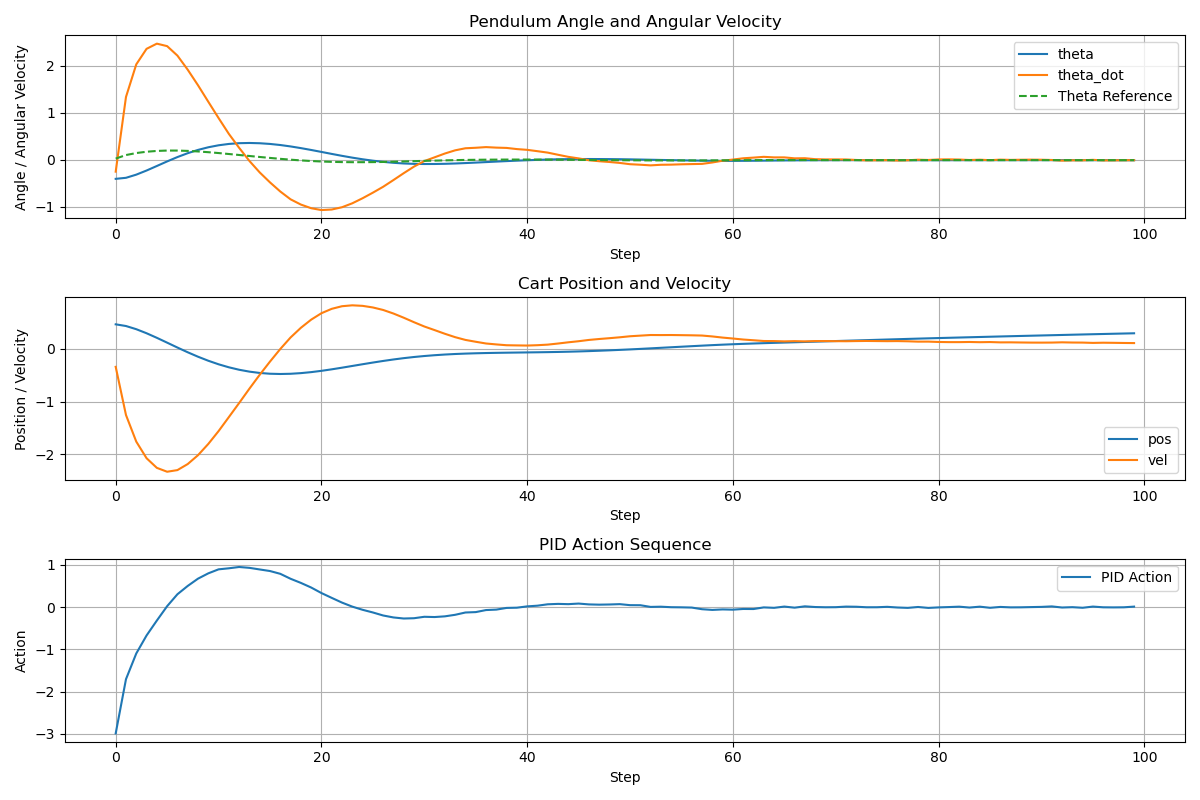 Pendulum Angle and Angular Velocity
Angle / Angular Velocity
2
1
0
−1
theta
theta_dot
Theta Reference
0 20 40 60 80 100
Step
Cart Position and Velocity
Position / Velocity
0
−1
−2
pos
vel
0 20 40 60 80 100
Step
PID Action Sequence
Action
1
0
−1
−2
−3
PID Action
0 20 40 60 80 100
Step